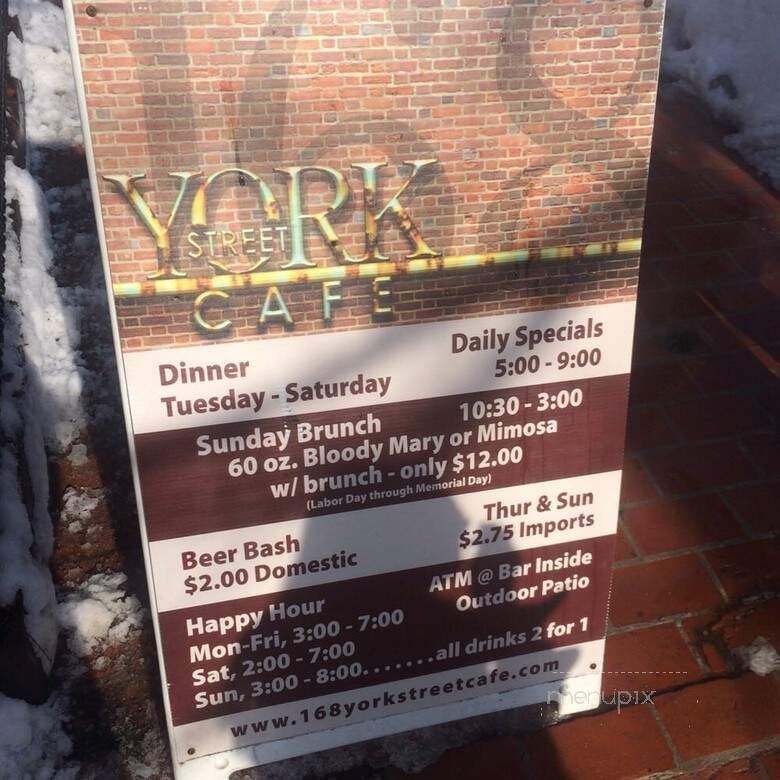 YORK
STREET
CAFE
Dinner Daily Specials
Tuesday - Saturday 5:00 - 9:00
Sunday Brunch 10:30 - 3:00
60 oz. Bloody Mary or Mimosa
w/ brunch - only $12.00
(Labor Day through Memorial Day)
Beer Bash Thur & Sun
$2.00 Domestic $2.75 Imports
Happy Hour ATM @ Bar Inside
Mon-Fri, 3:00 - 7:00 Outdoor Patio
Sat, 2:00 - 7:00
Sun, 3:00 - 8:00.......all drinks 2 for 1
www.168yorkstreetcafe.com
menupix